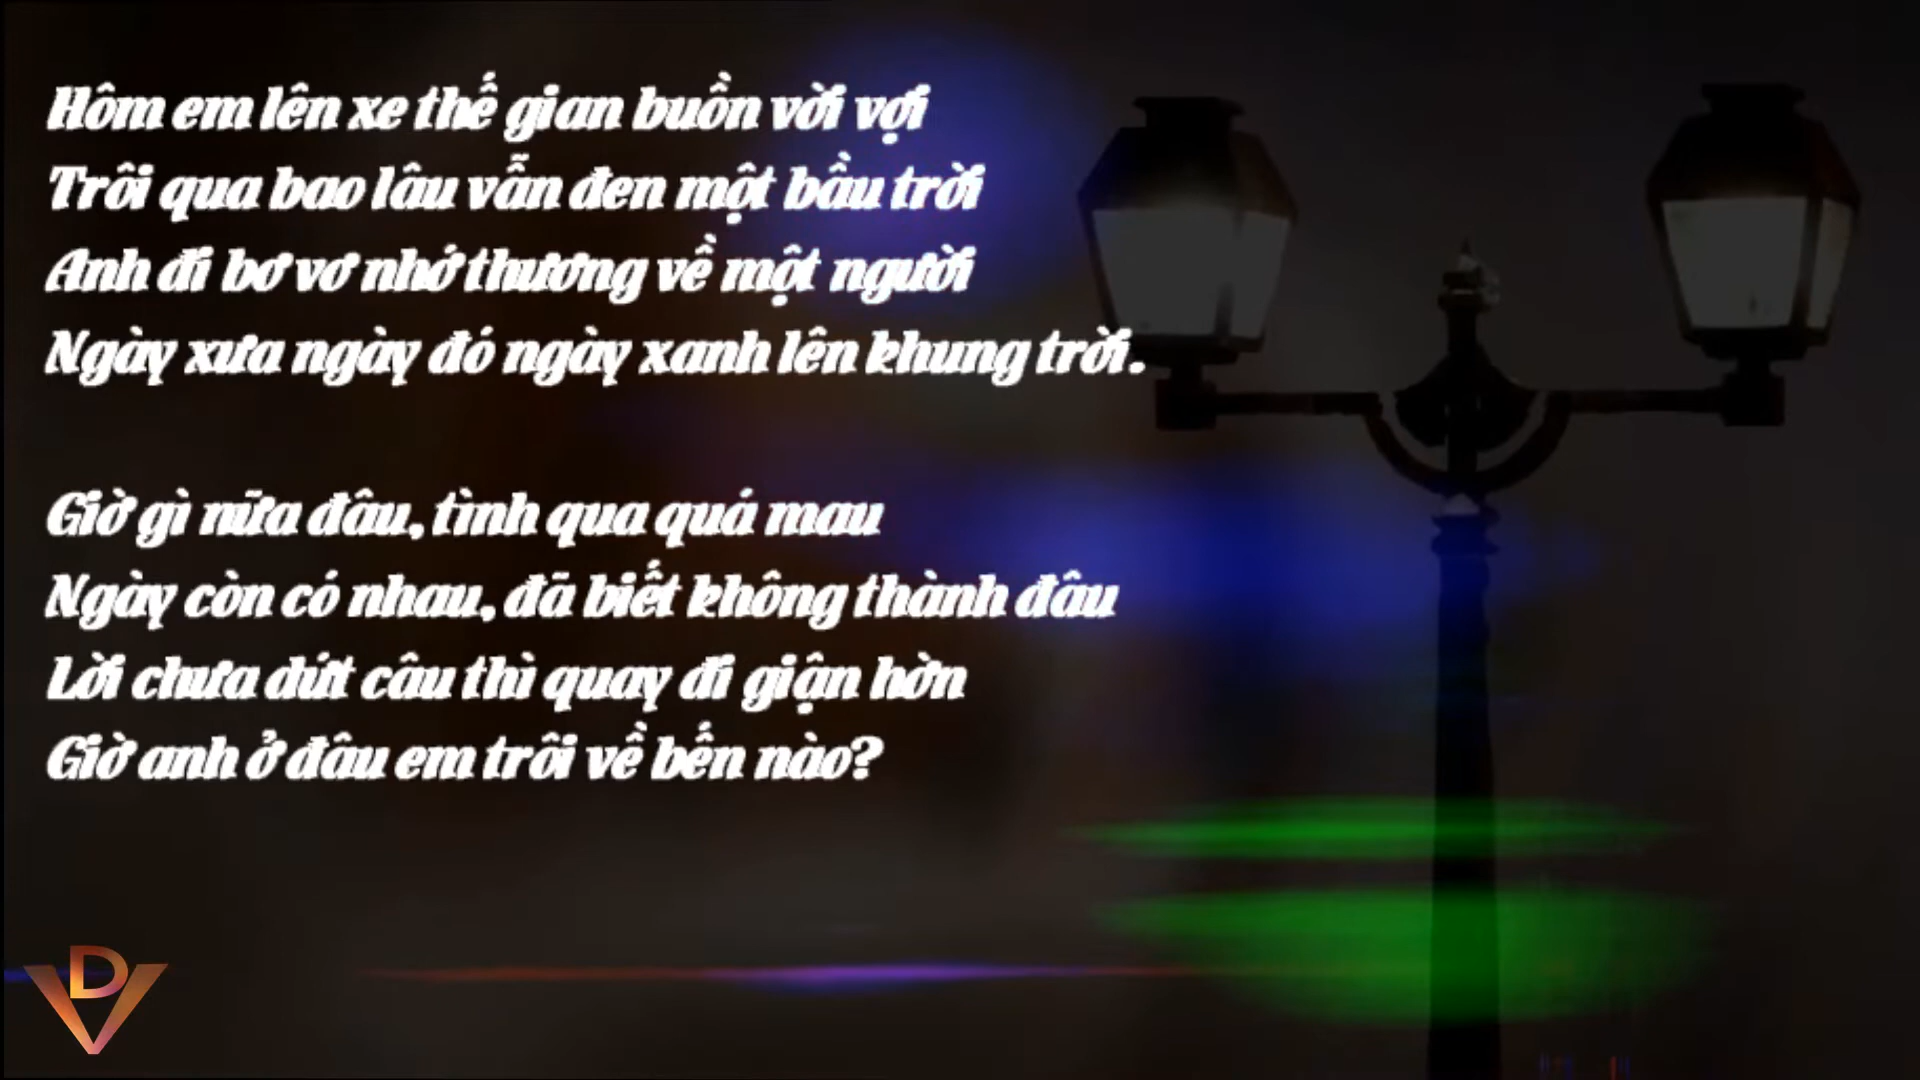 Hôm em lên xe thế gian buồn vời vợi
Trôi qua bao lâu vẫn đen một bầu trời
Anh đi bơ vơ nhớ thương về một người
Ngày xưa ngày đó ngày xanh lên khung trời.
Giờ gì nữa đâu, tình qua quá mau
Ngày còn có nhau, đã biết không thành đâu
Lời chưa dứt câu thì quay đi giận hờn
Giờ anh ở đâu em trôi về bến nào?
DV